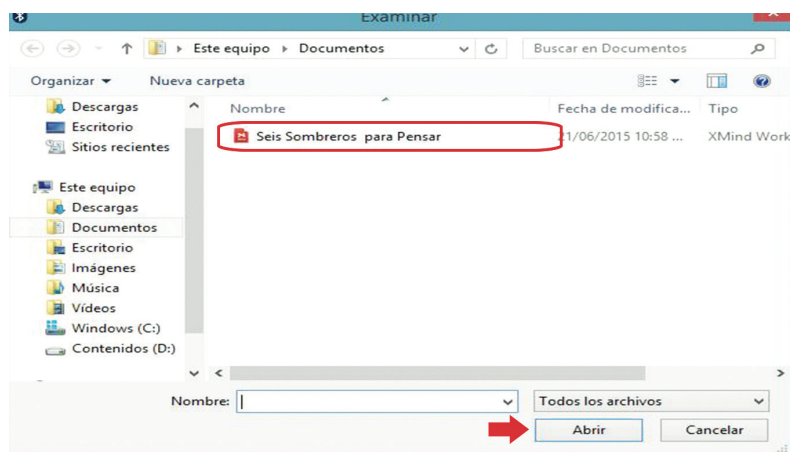 Examinar
Este equipo Documentos
Buscar en Documentos
Organizar Nueva carpeta
Descargas
Escritorio
Sitios recientes
Este equipo
Descargas
Documentos
Escritorio
Imágenes
Música
Vídeos
Windows (C:)
Contenidos (D:)
Nombre Fecha de modifica... Tipo
Seis Sombreros para Pensar 21/06/2015 10:58 ... XMind Work
Nombre: Todos los archivos
Abrir Cancelar